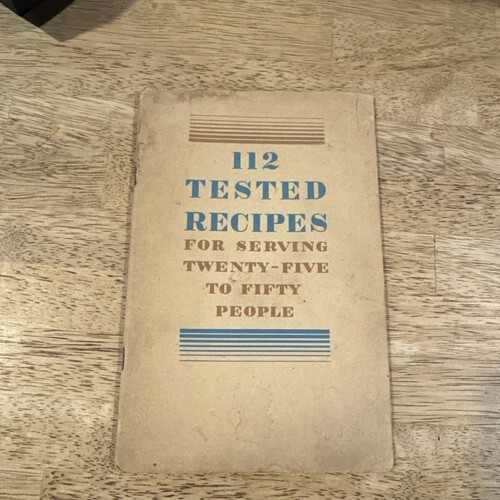 112
TESTED
RECIPES
FOR SERVING
TWENTY-FIVE
TO FIFTY
PEOPLE